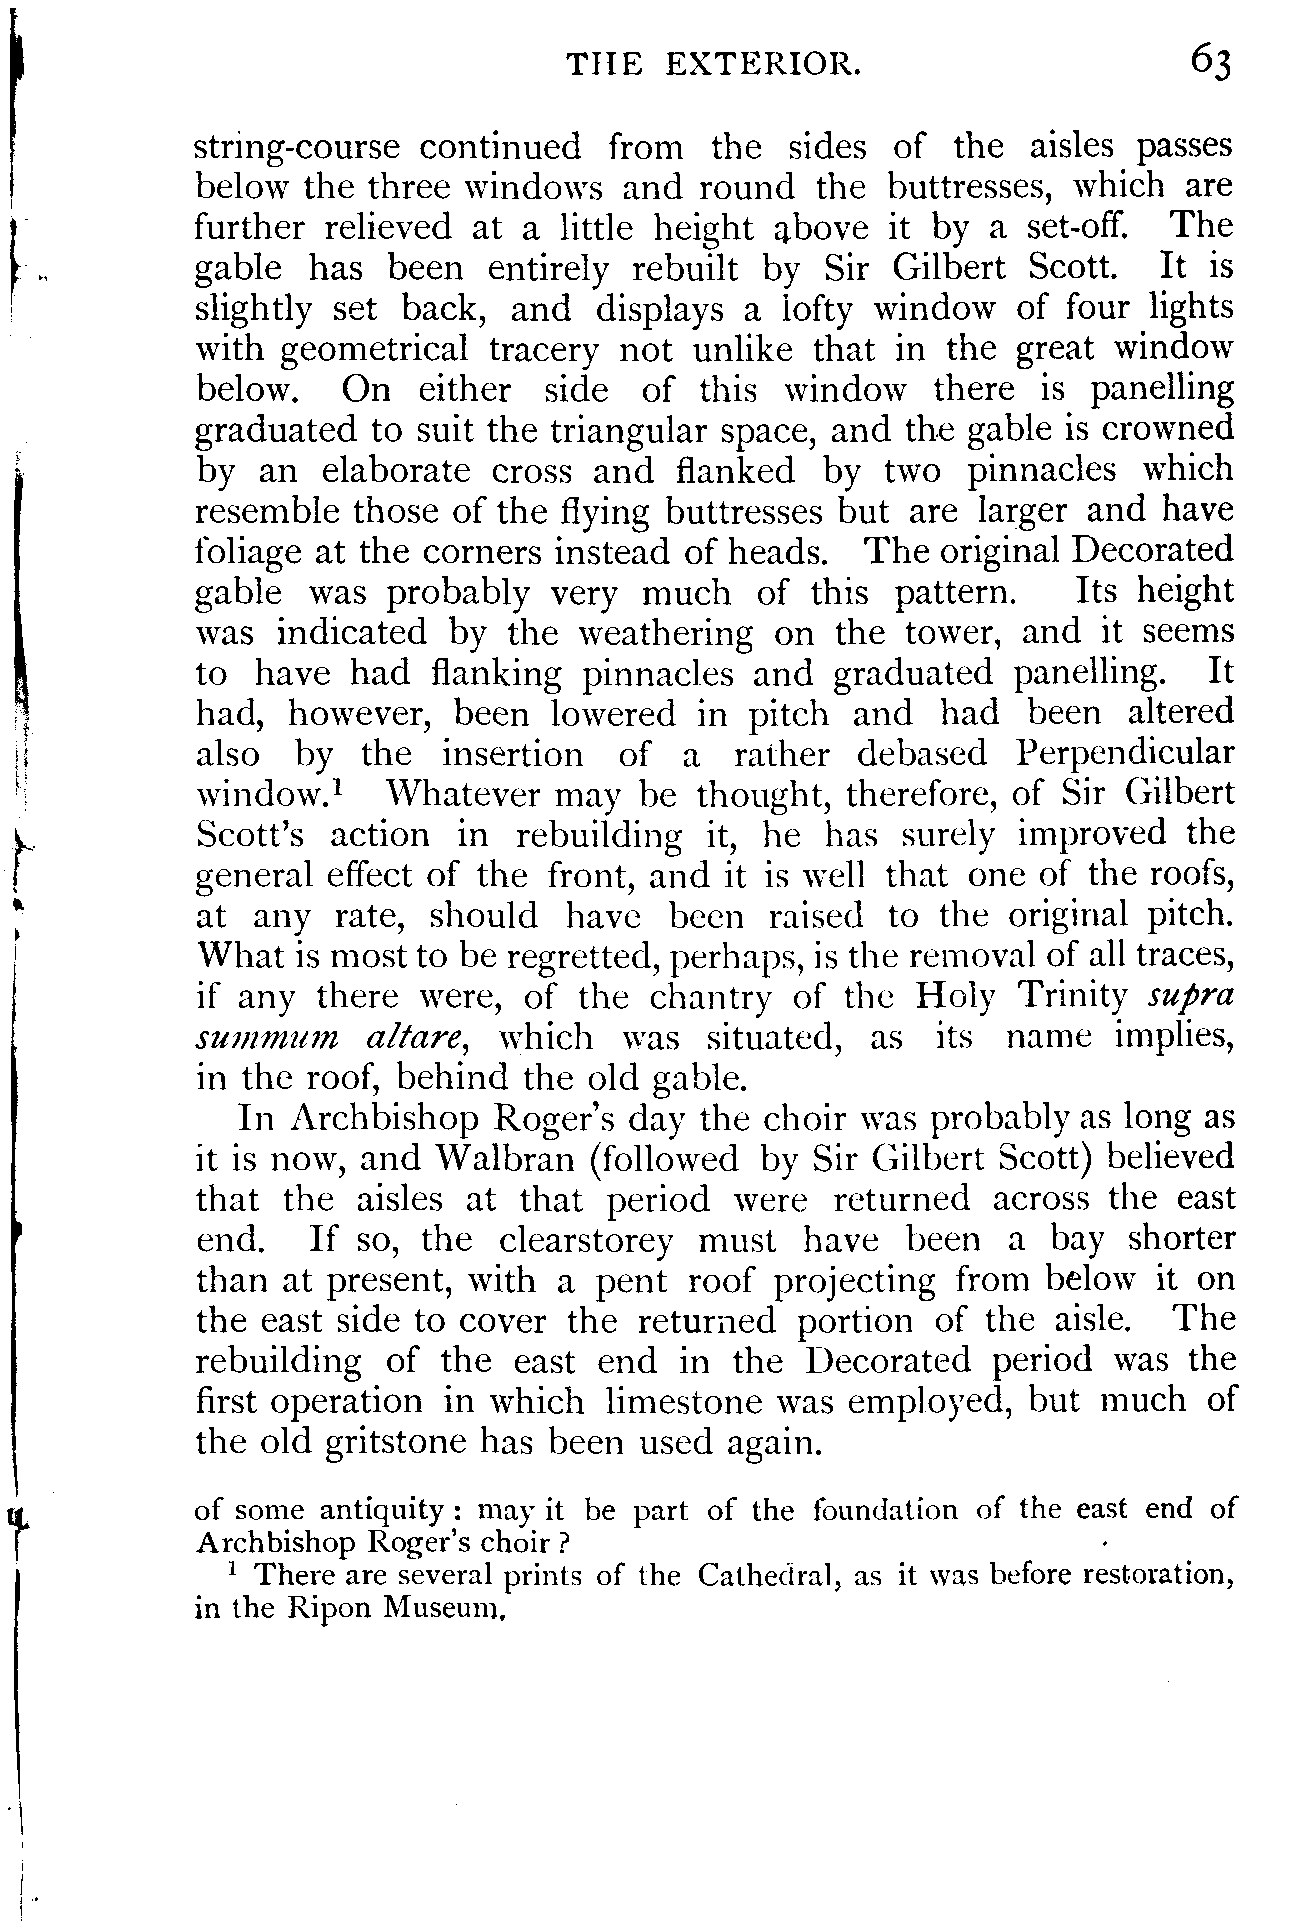 THE EXTERIOR. 63
string-course continued from the sides of the aisles passes
below the three windows and round the buttresses, which are
further relieved at a little height above it by a set-off. The
gable has been entirely rebuilt by Sir Gilbert Scott. It is
slightly set back, and displays a lofty window of four lights
with geometrical tracery not unlike that in the great window
below. On either side of this window there is panelling
graduated to suit the triangular space, and the gable is crowned
by an elaborate cross and flanked by two pinnacles which
resemble those of the flying buttresses but are larger and have
foliage at the corners instead of heads. The original Decorated
gable was probably very much of this pattern. Its height
was indicated by the weathering on the tower, and it seems
to have had flanking pinnacles and graduated panelling. It
had, however, been lowered in pitch and had been altered
also by the insertion of a rather debased Perpendicular
window.¹ Whatever may be thought, therefore, of Sir Gilbert
Scott's action in rebuilding it, he has surely improved the
general effect of the front, and it is well that one of the roofs,
at any rate, should have been raised to the original pitch.
What is most to be regretted, perhaps, is the removal of all traces,
if any there were, of the chantry of the Holy Trinity supra
summum altare, which was situated, as its name implies,
in the roof, behind the old gable.
In Archbishop Roger's day the choir was probably as long as
it is now, and Walbran (followed by Sir Gilbert Scott) believed
that the aisles at that period were returned across the east
end. If so, the clearstorey must have been a bay shorter
than at present, with a pent roof projecting from below it on
the east side to cover the returned portion of the aisle. The
rebuilding of the east end in the Decorated period was the
first operation in which limestone was employed, but much of
the old gritstone has been used again.
of some antiquity : may it be part of the foundation of the east end of
Archbishop Roger's choir ?
¹ There are several prints of the Cathedral, as it was before restoration,
in the Ripon Museum.